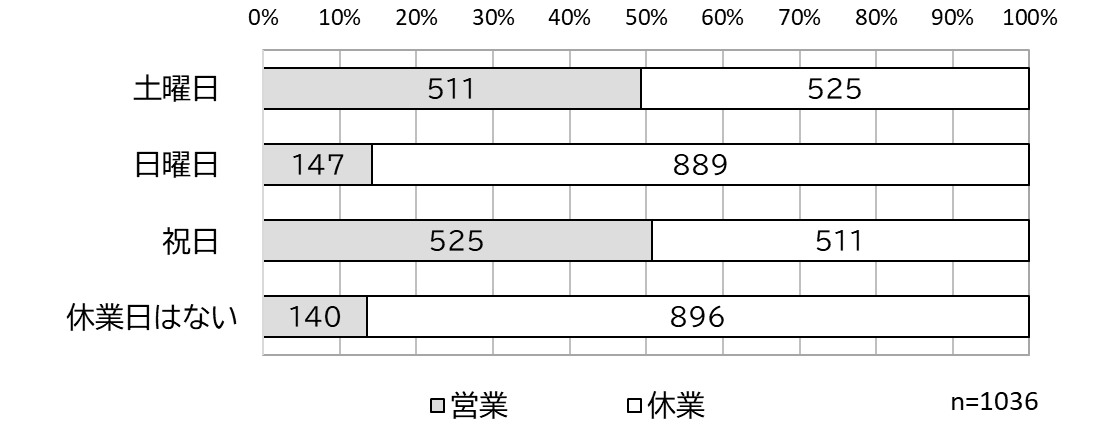 0% 10% 20% 30% 40% 50% 60% 70% 80% 90% 100%
土曜日 511 525
日曜日 147 889
祝日 525 511
休業日はない 140 896
営業 休業 n=1036